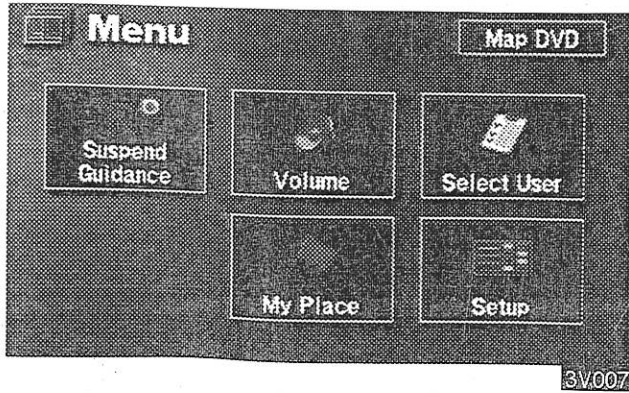 Menu
Map DVD
Suspend
Guidance
Volume
Select User
My Place
Setup
3V007